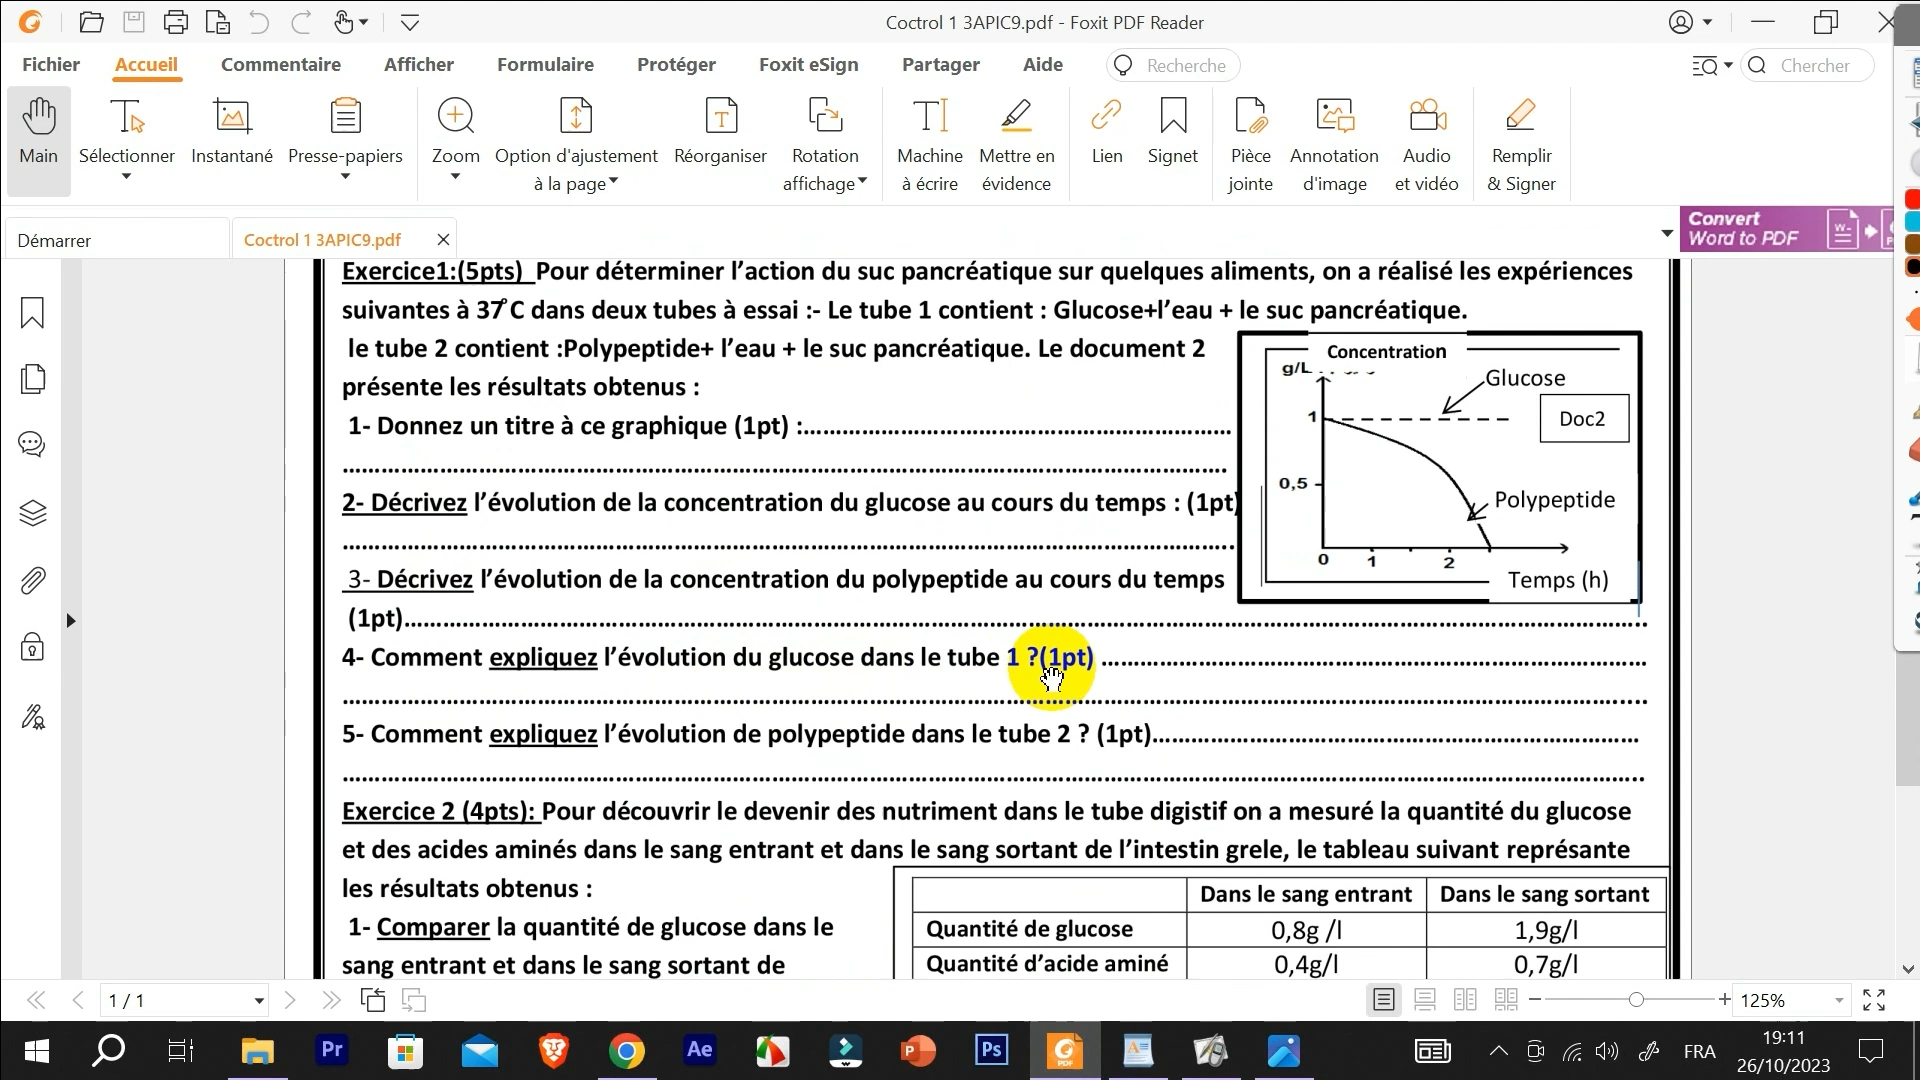 Coctrol 1 3APIC9.pdf - Foxit PDF Reader
Fichier Accueil Commentaire Afficher Formulaire Protéger Foxit eSign Partager Aide Recherche Chercher
Main Sélectionner Instantané Presse-papiers Zoom Option d'ajustement à la page Réorganiser Rotation affichage Machine à écrire Mettre en évidence Lien Signet Pièce jointe Annotation d'image Audio et vidéo Remplir & Signer
Démarrer Coctrol 1 3APIC9.pdf
Convert
Word to PDF
Exercice1:(5pts) Pour déterminer l’action du suc pancréatique sur quelques aliments, on a réalisé les expériences
suivantes à 37°C dans deux tubes à essai :- Le tube 1 contient : Glucose+l’eau + le suc pancréatique.
le tube 2 contient :Polypeptide+ l’eau + le suc pancréatique. Le document 2
présente les résultats obtenus :
1- Donnez un titre à ce graphique (1pt) :
2- Décrivez l’évolution de la concentration du glucose au cours du temps : (1pt)
3- Décrivez l’évolution de la concentration du polypeptide au cours du temps
(1pt)
Concentration
g/L
Glucose
1
Doc2
0,5
Polypeptide
0 1 2
Temps (h)
4- Comment expliquez l’évolution du glucose dans le tube 1 ?(1pt)
5- Comment expliquez l’évolution de polypeptide dans le tube 2 ? (1pt)
Exercice 2 (4pts): Pour découvrir le devenir des nutriment dans le tube digistif on a mesuré la quantité du glucose
et des acides aminés dans le sang entrant et dans le sang sortant de l’intestin grele, le tableau suivant représante
les résultats obtenus :
1- Comparer la quantité de glucose dans le
sang entrant et dans le sang sortant de
Dans le sang entrant Dans le sang sortant
Quantité de glucose 0,8g /l 1,9g/l
Quantité d’acide aminé 0,4g/l 0,7g/l
1 / 1 125%
Pr Ae P Ps PDF FRA
19:11
26/10/2023